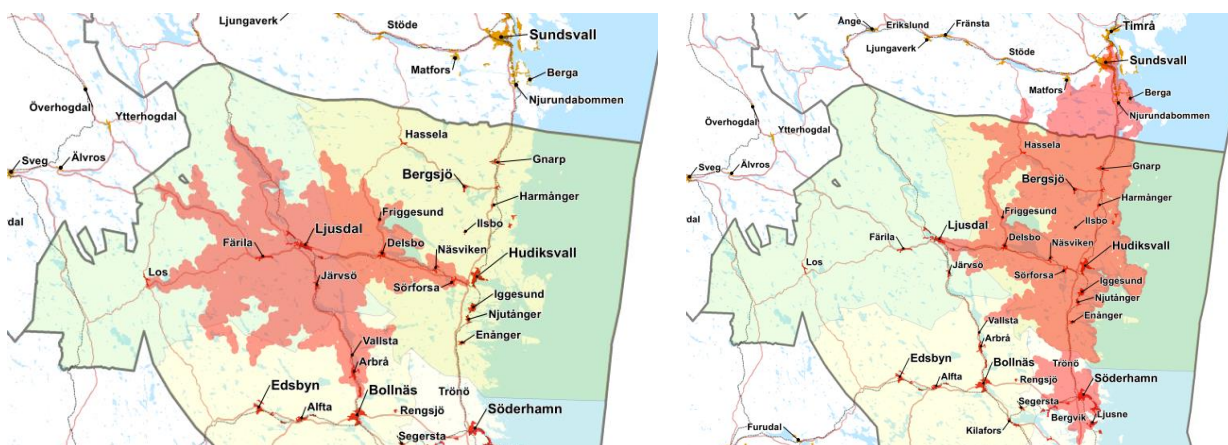 Ljungaverk
Stöde
Sundsvall
Matfors
Berga
Njurundabommen
Överhogdal
Ytterhogdal
Hassela
Sveg
Älvros
Gnarp
Bergsjö
Harmånger
dal
Friggesund
Ilsbo
Ljusdal
Färila
Delsbo
Näsviken
Hudiksvall
Los
Järvsö
Sörforsa
Iggesund
Njutånger
Enånger
Vallsta
Arbrå
Edsbyn
Bollnäs
Trönö
Alfta
Rengsjö
Söderhamn
Segersta
Ånge
Erikslund
Fränsta
Timrå
Ljungaverk
Stöde
Sundsvall
Matfors
Berga
Njurundabommen
Överhogdal
Ytterhogdal
Hassela
Sveg
Älvros
Gnarp
Bergsjö
Harmånger
dal
Friggesund
Ilsbo
Ljusdal
Färila
Delsbo
Näsviken
Hudiksvall
Los
Järvsö
Sörforsa
Iggesund
Njutånger
Enånger
Vallsta
Arbrå
Trönö
Edsbyn
Bollnäs
Alfta
Rengsjö
Söderhamn
Segersta
Bergvik
Ljusne
Furudal
Kilafors